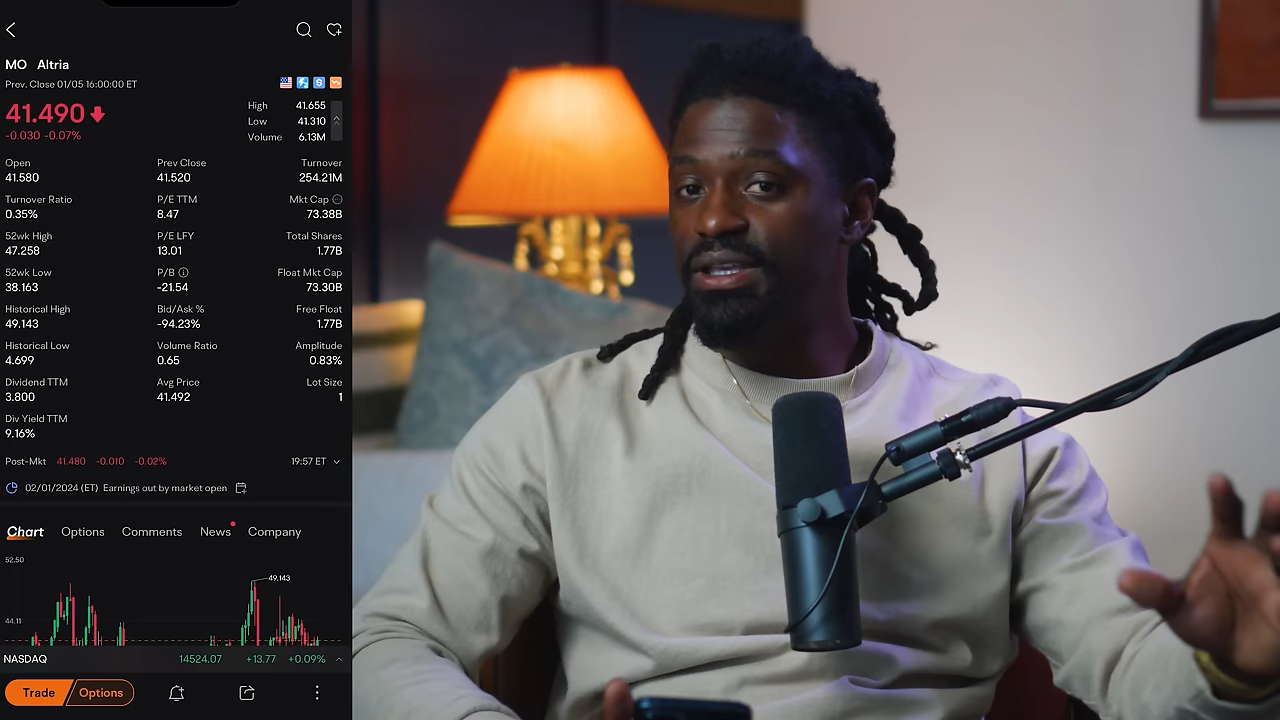 MO Altria
Prev. Close 01/05 16:00:00 ET
41.490
-0.030 -0.07%
High 41.655
Low 41.310
Volume 6.13M
Open Prev Close Turnover
41.580 41.520 254.21M
Turnover Ratio P/E TTM Mkt Cap
0.35% 8.47 73.38B
52wk High P/E LFY Total Shares
47.258 13.01 1.77B
52wk Low P/B Float Mkt Cap
38.163 -21.54 73.30B
Historical High Bid/Ask % Free Float
49.143 -94.23% 1.77B
Historical Low Volume Ratio Amplitude
4.699 0.65 0.83%
Dividend TTM Avg Price Lot Size
3.800 41.492 1
Div Yield TTM
9.16%
Post-Mkt 41.480 -0.010 -0.02% 19:57 ET
02/01/2024 (ET) Earnings out by market open
Chart Options Comments News Company
52.50
49.143
44.11
NASDAQ 14524.07 +13.77 +0.09%
Trade Options